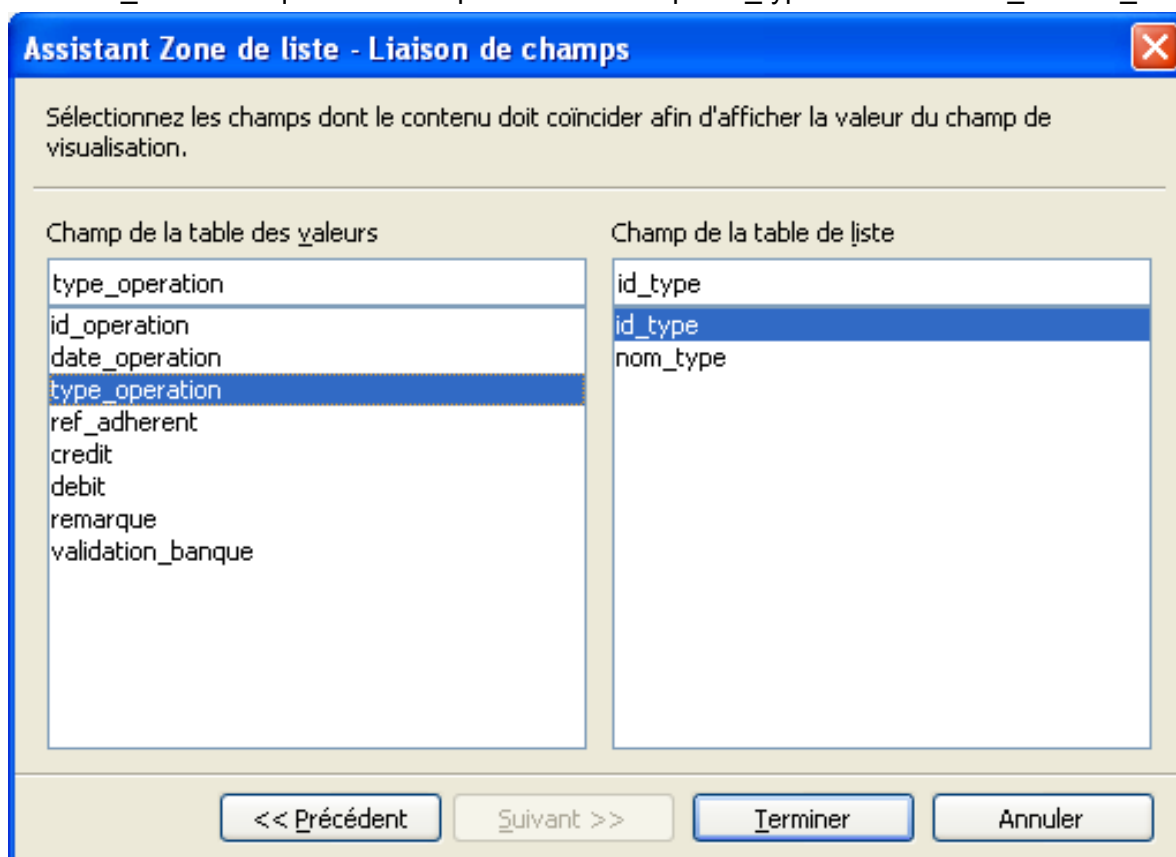 Assistant Zone de liste - Liaison de champs
Sélectionnez les champs dont le contenu doit coïncider afin d'afficher la valeur du champ de
visualisation.
Champ de la table des valeurs
Champ de la table de liste
type_operation
id_type
id_operation
id_type
date_operation
nom_type
type_operation
ref_adherent
credit
debit
remarque
validation_banque
<< Précédent
Suivant >>
Terminer
Annuler